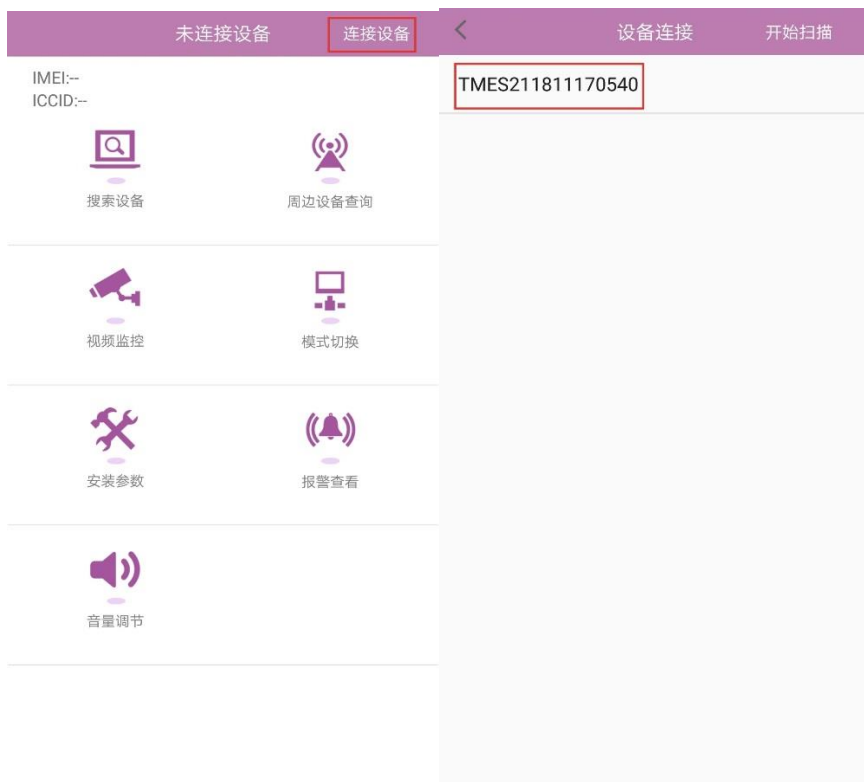 未连接设备 连接设备
IMEI:--
ICCID:--
搜索设备 周边设备查询
视频监控 模式切换
安装参数 报警查看
音量调节
设备连接 开始扫描
TMES211811170540